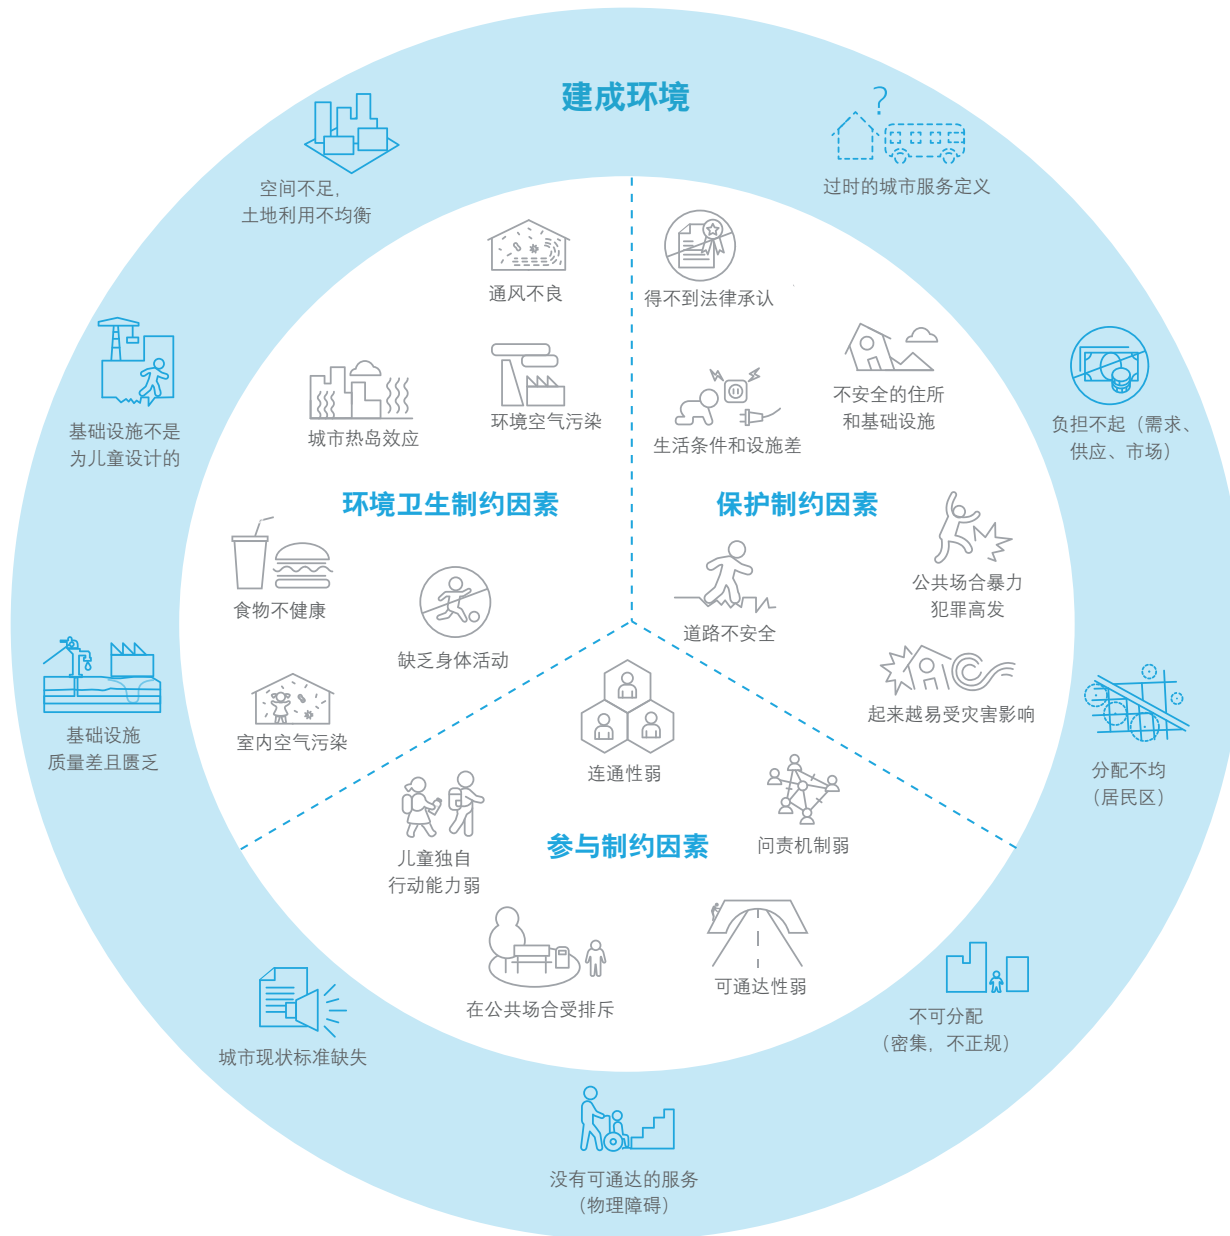 建成环境
空间不足，
土地利用不均衡
过时的城市服务定义
通风不良
得不到法律承认
基础设施不是
为儿童设计的
城市热岛效应
环境空气污染
生活条件和设施差
不安全的住所
和基础设施
负担不起（需求、
供应、市场）
环境卫生制约因素
保护制约因素
食物不健康
缺乏身体活动
道路不安全
公共场合暴力
犯罪高发
基础设施
质量差且匮乏
室内空气污染
起来越易受灾害影响
分配不均
（居民区）
连通性弱
儿童独自
行动能力弱
参与制约因素
问责机制弱
在公共场合受排斥
可通达性弱
城市现状标准缺失
不可分配
（密集，不正规）
没有可通达的服务
（物理障碍）